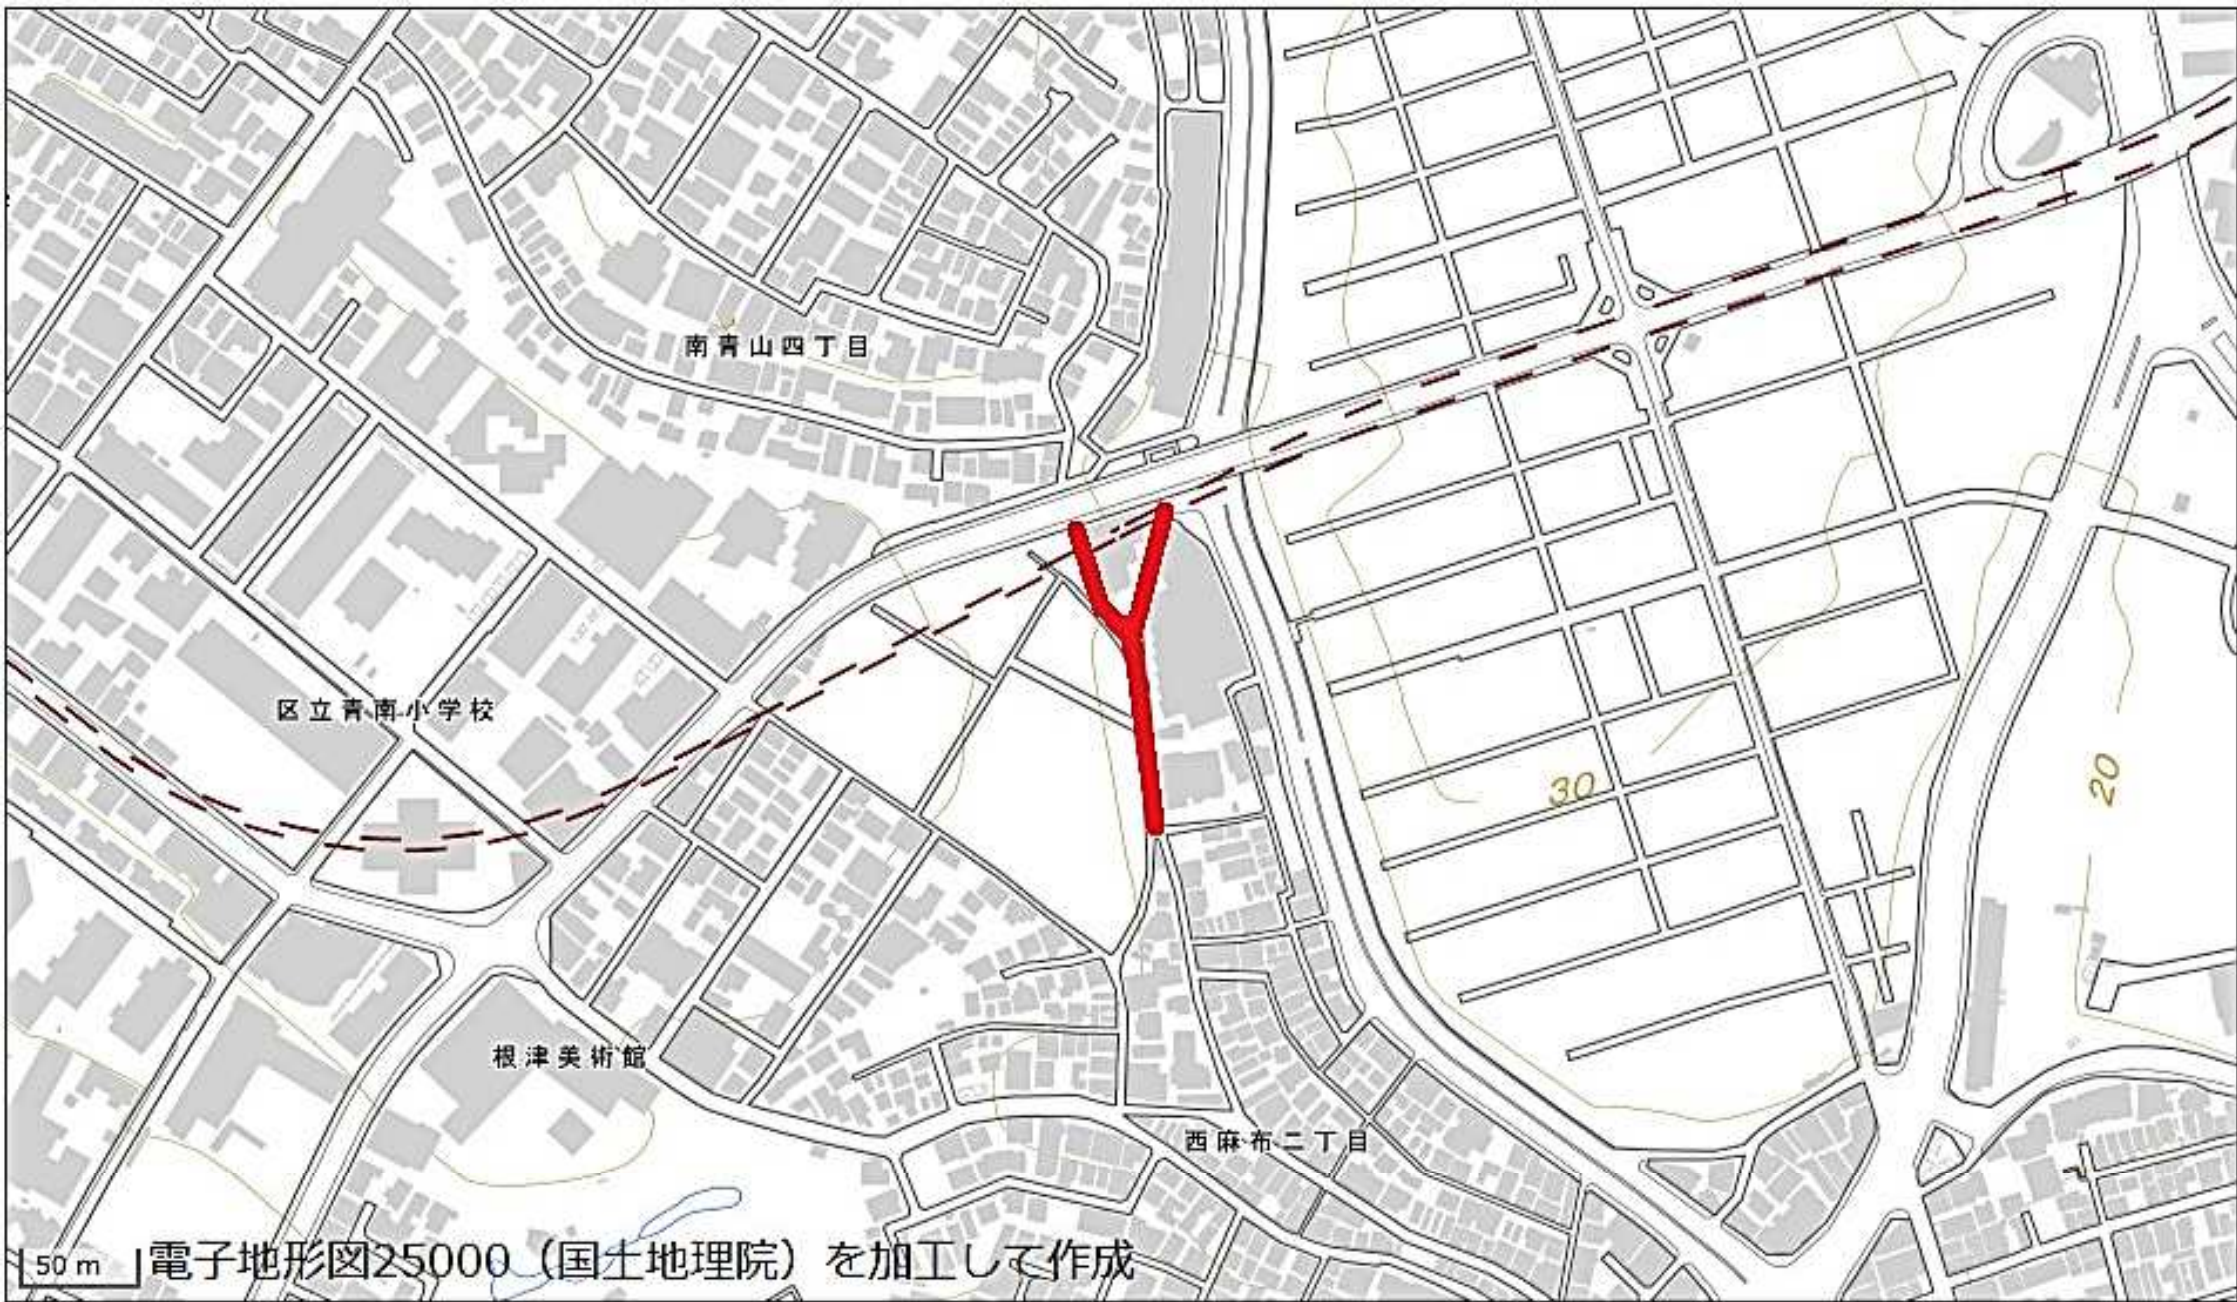 南青山四丁目
区立青南小学校
30
20
根津美術館
西麻布二丁目
50 m
電子地形図25000（国土地理院）を加工して作成